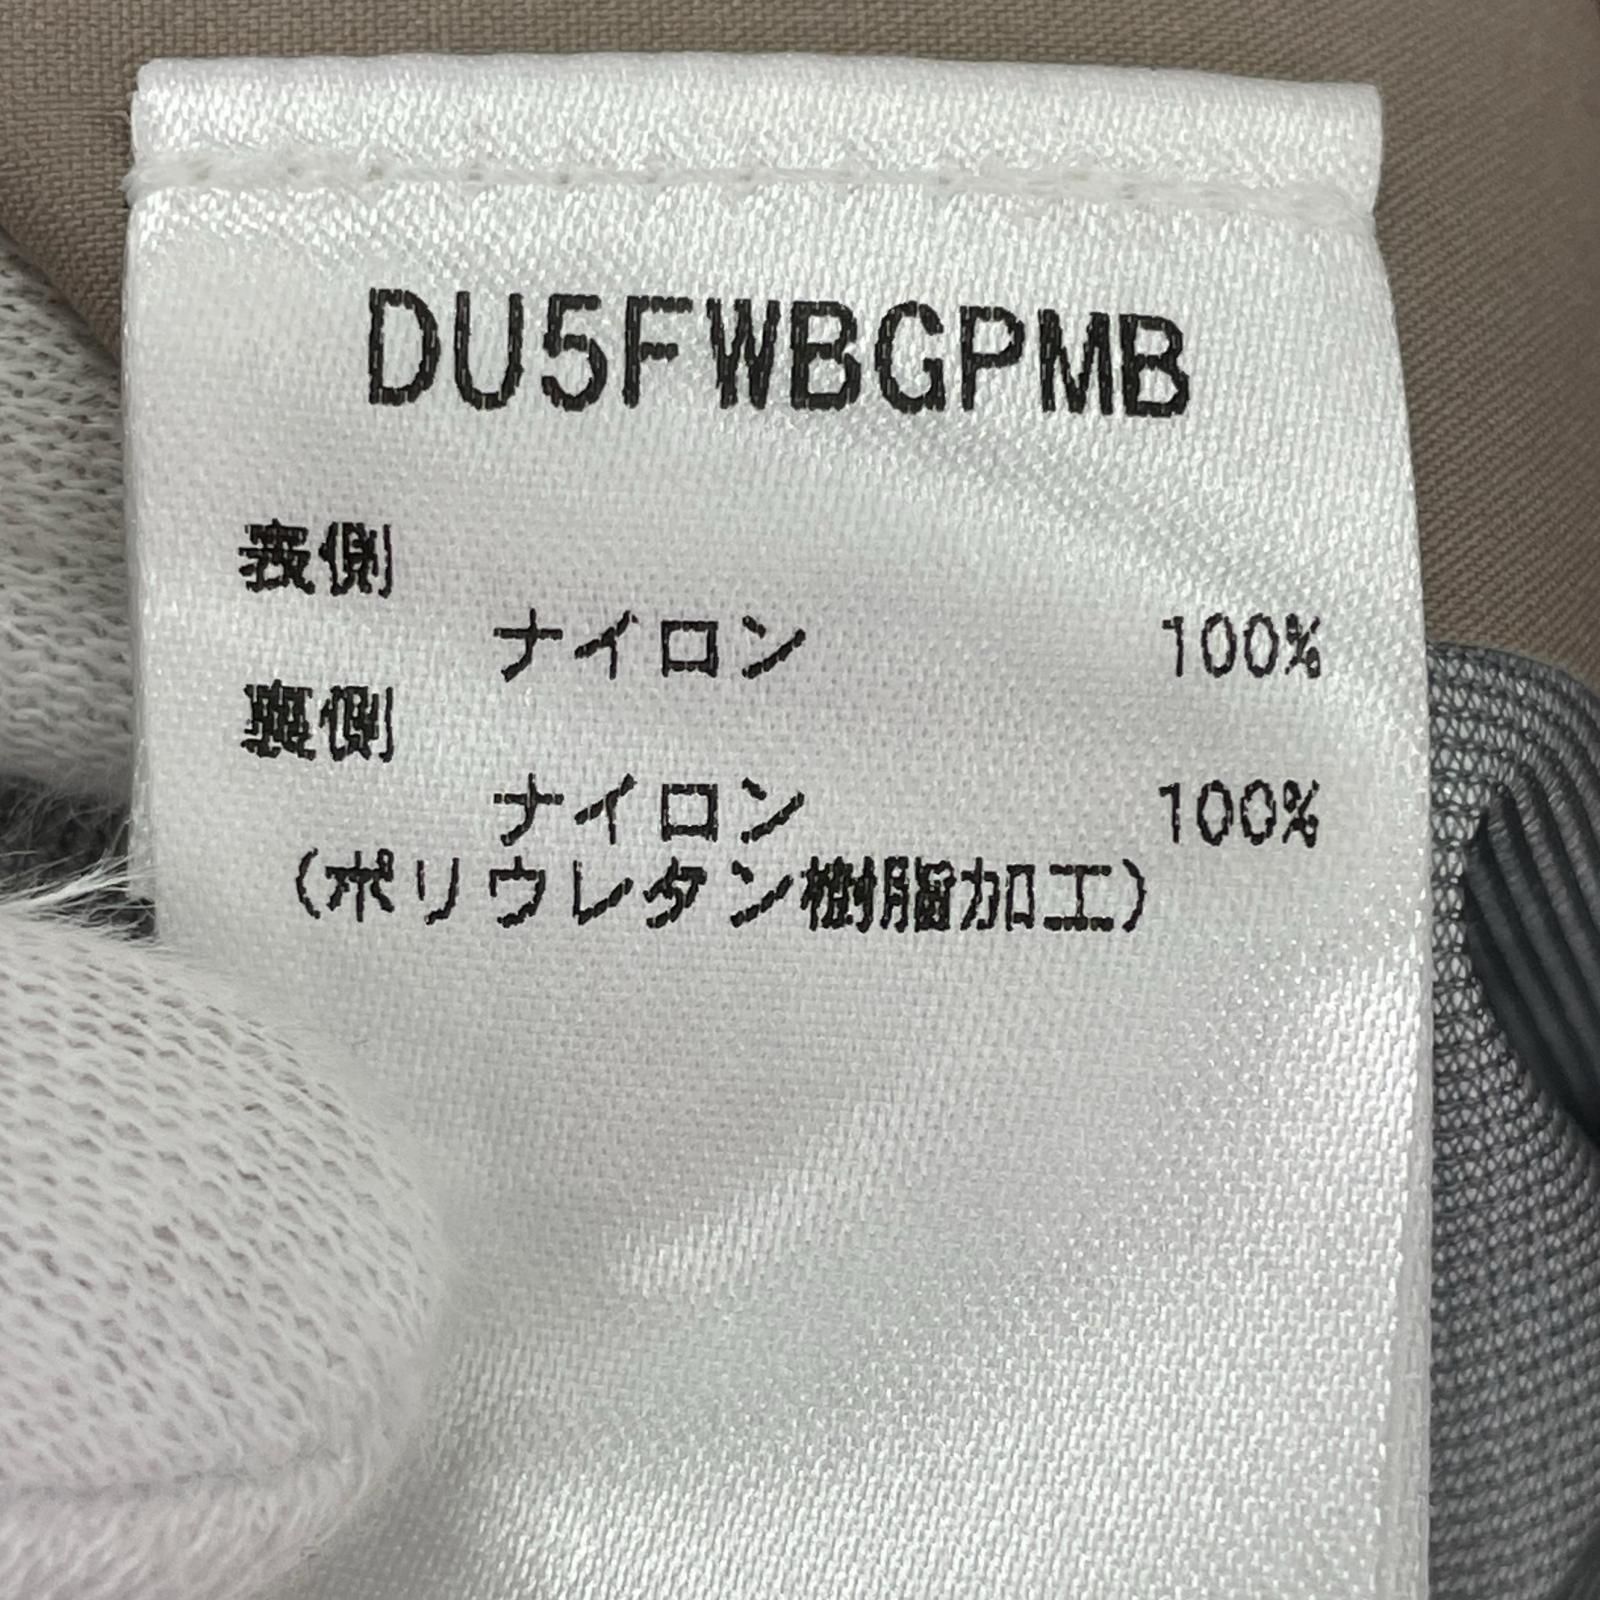 DU5FWBGPMB
表側
ナイロン 100%
裏側
ナイロン 100%
(ポリウレタン樹脂加工)